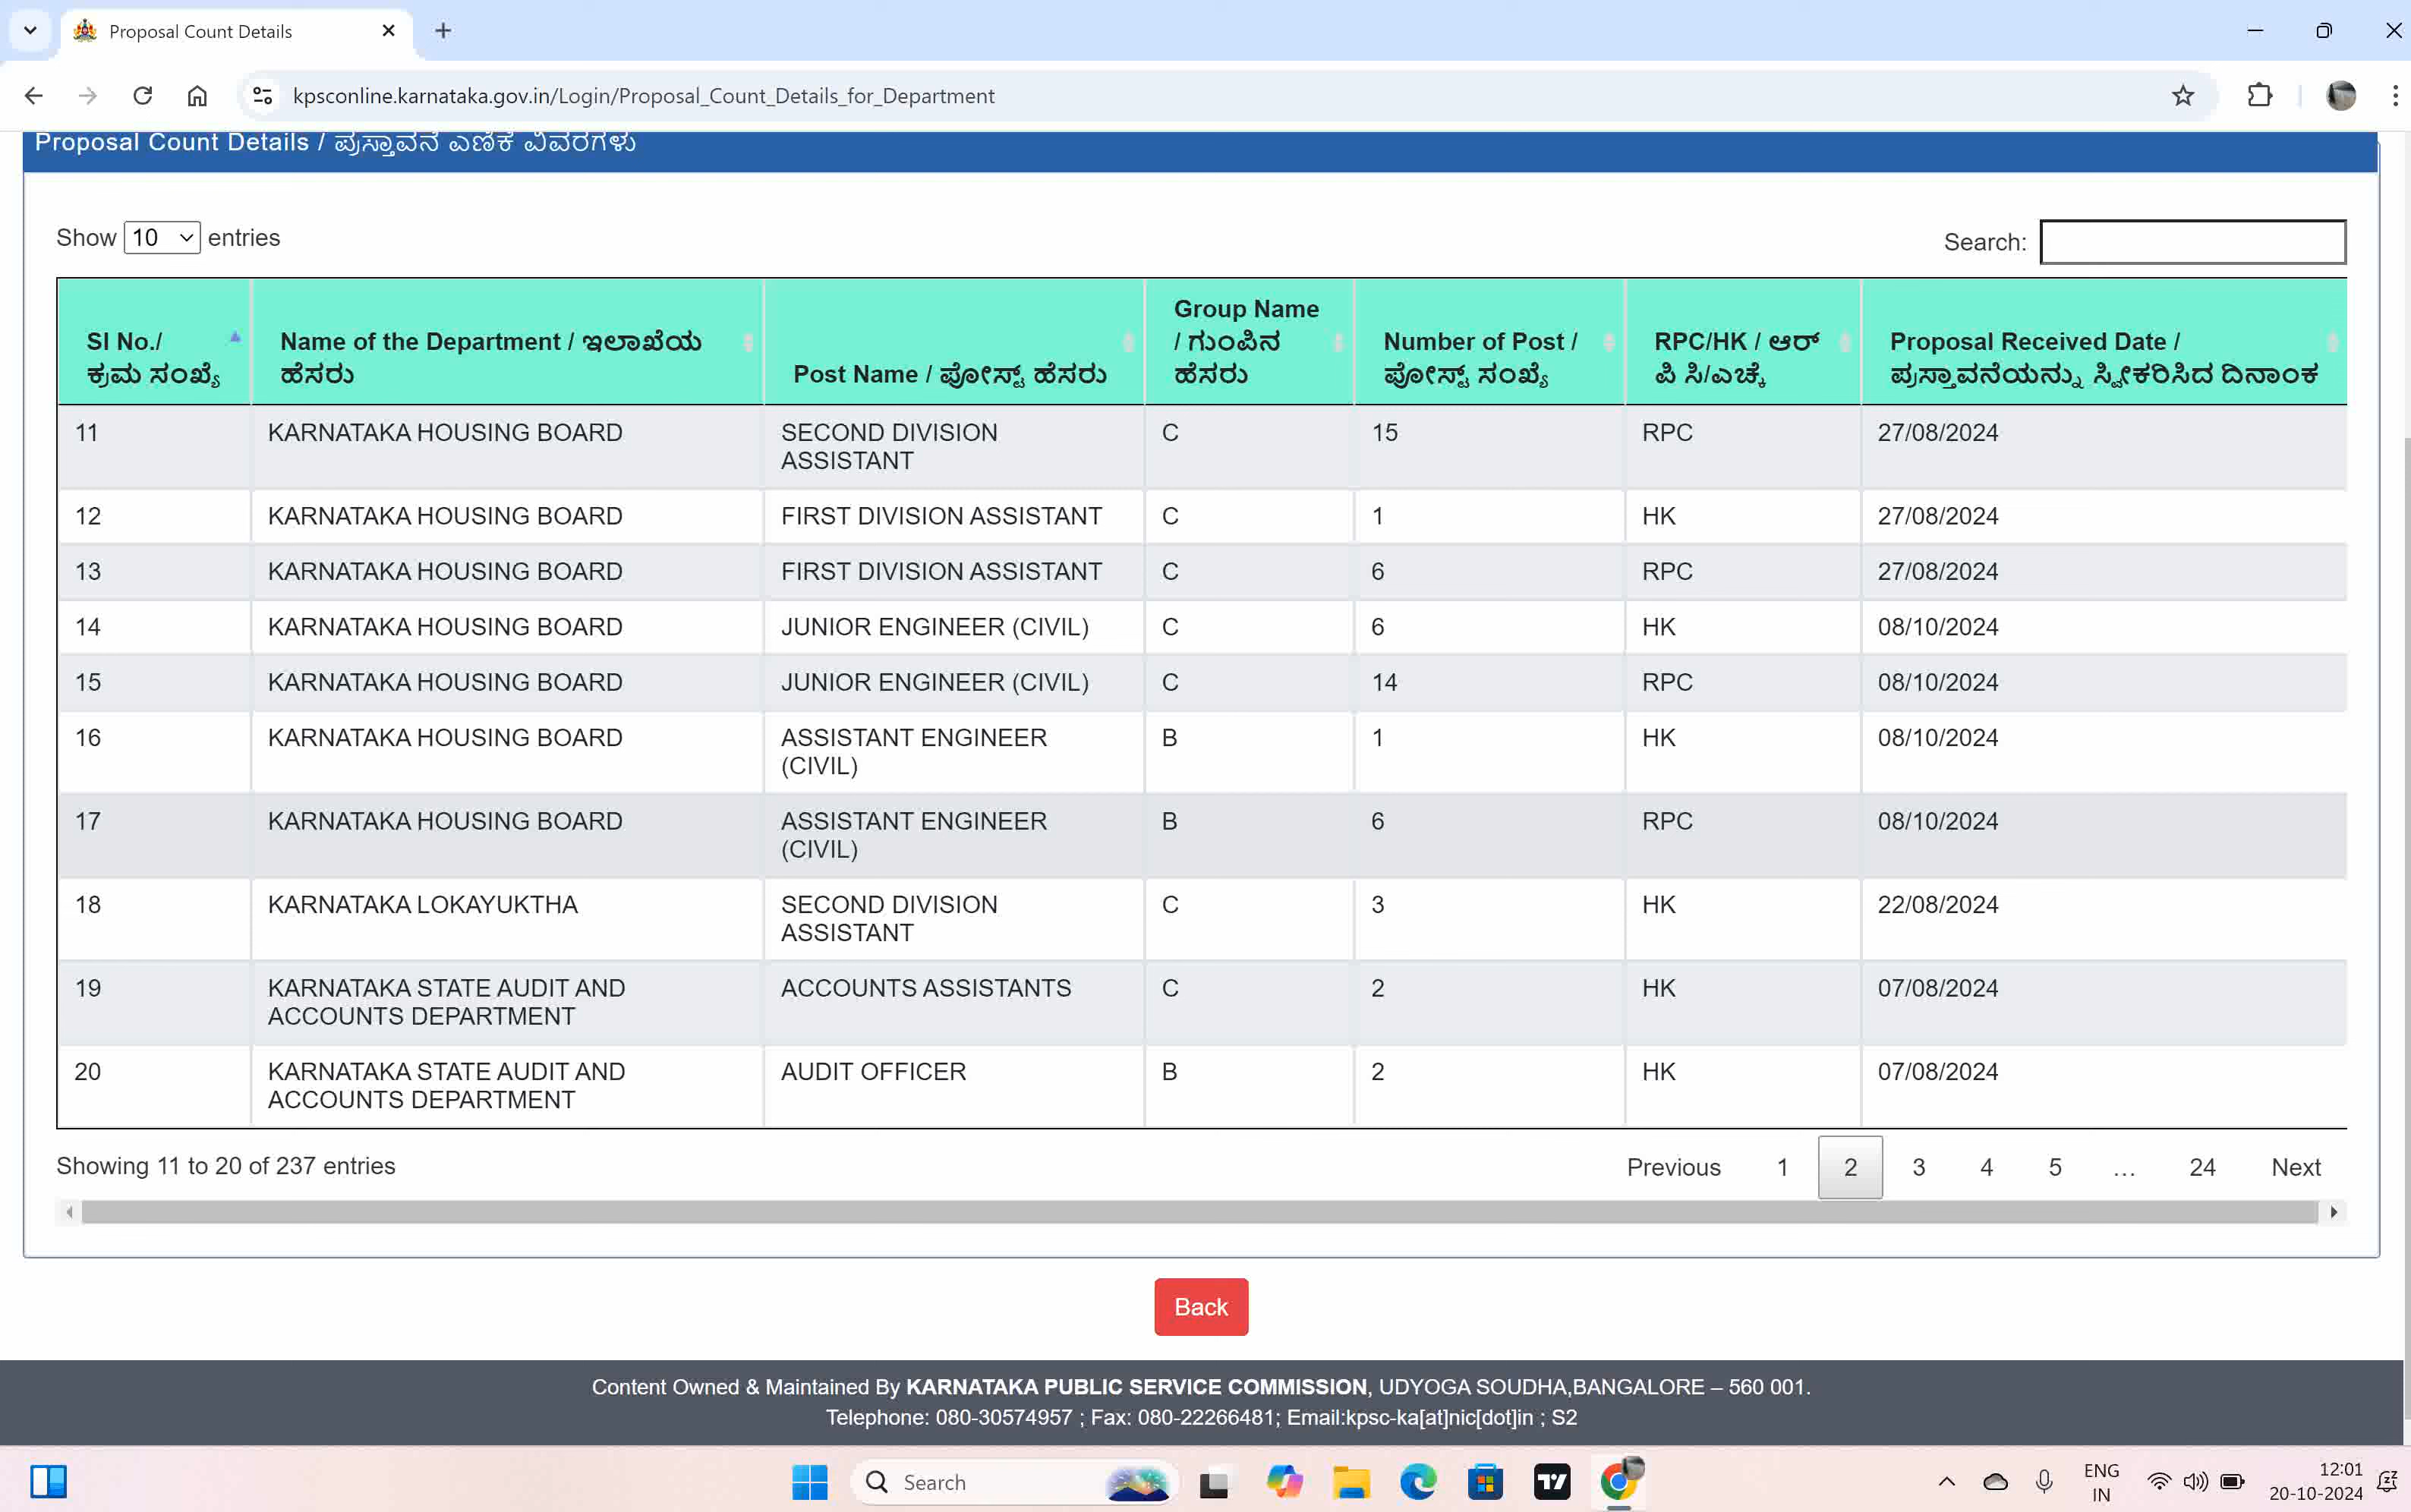 Proposal Count Details
kpsconline.karnataka.gov.in/Login/Proposal_Count_Details_for_Department
Proposal Count Details / ಪ್ರಸ್ತಾವನೆ ಎಣಿಕೆ ವಿವರಗಳು
Show 10 entries
Search:
Sl No./ ಕ್ರಮ ಸಂಖ್ಯೆ
Name of the Department / ಇಲಾಖೆಯ ಹೆಸರು
Post Name / ಪೋಸ್ಟ್ ಹೆಸರು
Group Name / ಗುಂಪಿನ ಹೆಸರು
Number of Post / ಪೋಸ್ಟ್ ಸಂಖ್ಯೆ
RPC/HK / ಆರ್ ಪಿ ಸಿ/ಎಚ್ಕೆ
Proposal Received Date / ಪ್ರಸ್ತಾವನೆಯನ್ನು ಸ್ವೀಕರಿಸಿದ ದಿನಾಂಕ
11 KARNATAKA HOUSING BOARD SECOND DIVISION ASSISTANT C 15 RPC 27/08/2024
12 KARNATAKA HOUSING BOARD FIRST DIVISION ASSISTANT C 1 HK 27/08/2024
13 KARNATAKA HOUSING BOARD FIRST DIVISION ASSISTANT C 6 RPC 27/08/2024
14 KARNATAKA HOUSING BOARD JUNIOR ENGINEER (CIVIL) C 6 HK 08/10/2024
15 KARNATAKA HOUSING BOARD JUNIOR ENGINEER (CIVIL) C 14 RPC 08/10/2024
16 KARNATAKA HOUSING BOARD ASSISTANT ENGINEER (CIVIL) B 1 HK 08/10/2024
17 KARNATAKA HOUSING BOARD ASSISTANT ENGINEER (CIVIL) B 6 RPC 08/10/2024
18 KARNATAKA LOKAYUKTHA SECOND DIVISION ASSISTANT C 3 HK 22/08/2024
19 KARNATAKA STATE AUDIT AND ACCOUNTS DEPARTMENT ACCOUNTS ASSISTANTS C 2 HK 07/08/2024
20 KARNATAKA STATE AUDIT AND ACCOUNTS DEPARTMENT AUDIT OFFICER B 2 HK 07/08/2024
Showing 11 to 20 of 237 entries
Previous 1 2 3 4 5 … 24 Next
Back
Content Owned & Maintained By KARNATAKA PUBLIC SERVICE COMMISSION, UDYOGA SOUDHA,BANGALORE – 560 001.
Telephone: 080-30574957 ; Fax: 080-22266481; Email:kpsc-ka[at]nic[dot]in ; S2
Search
ENG
IN
12:01
20-10-2024